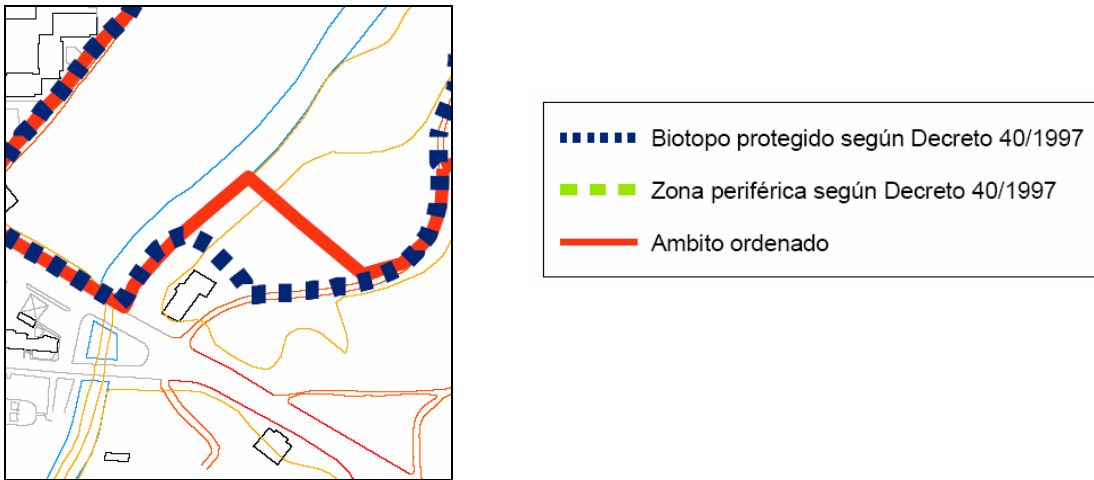 Biotopo protegido según Decreto 40/1997
Zona periférica según Decreto 40/1997
Ambito ordenado